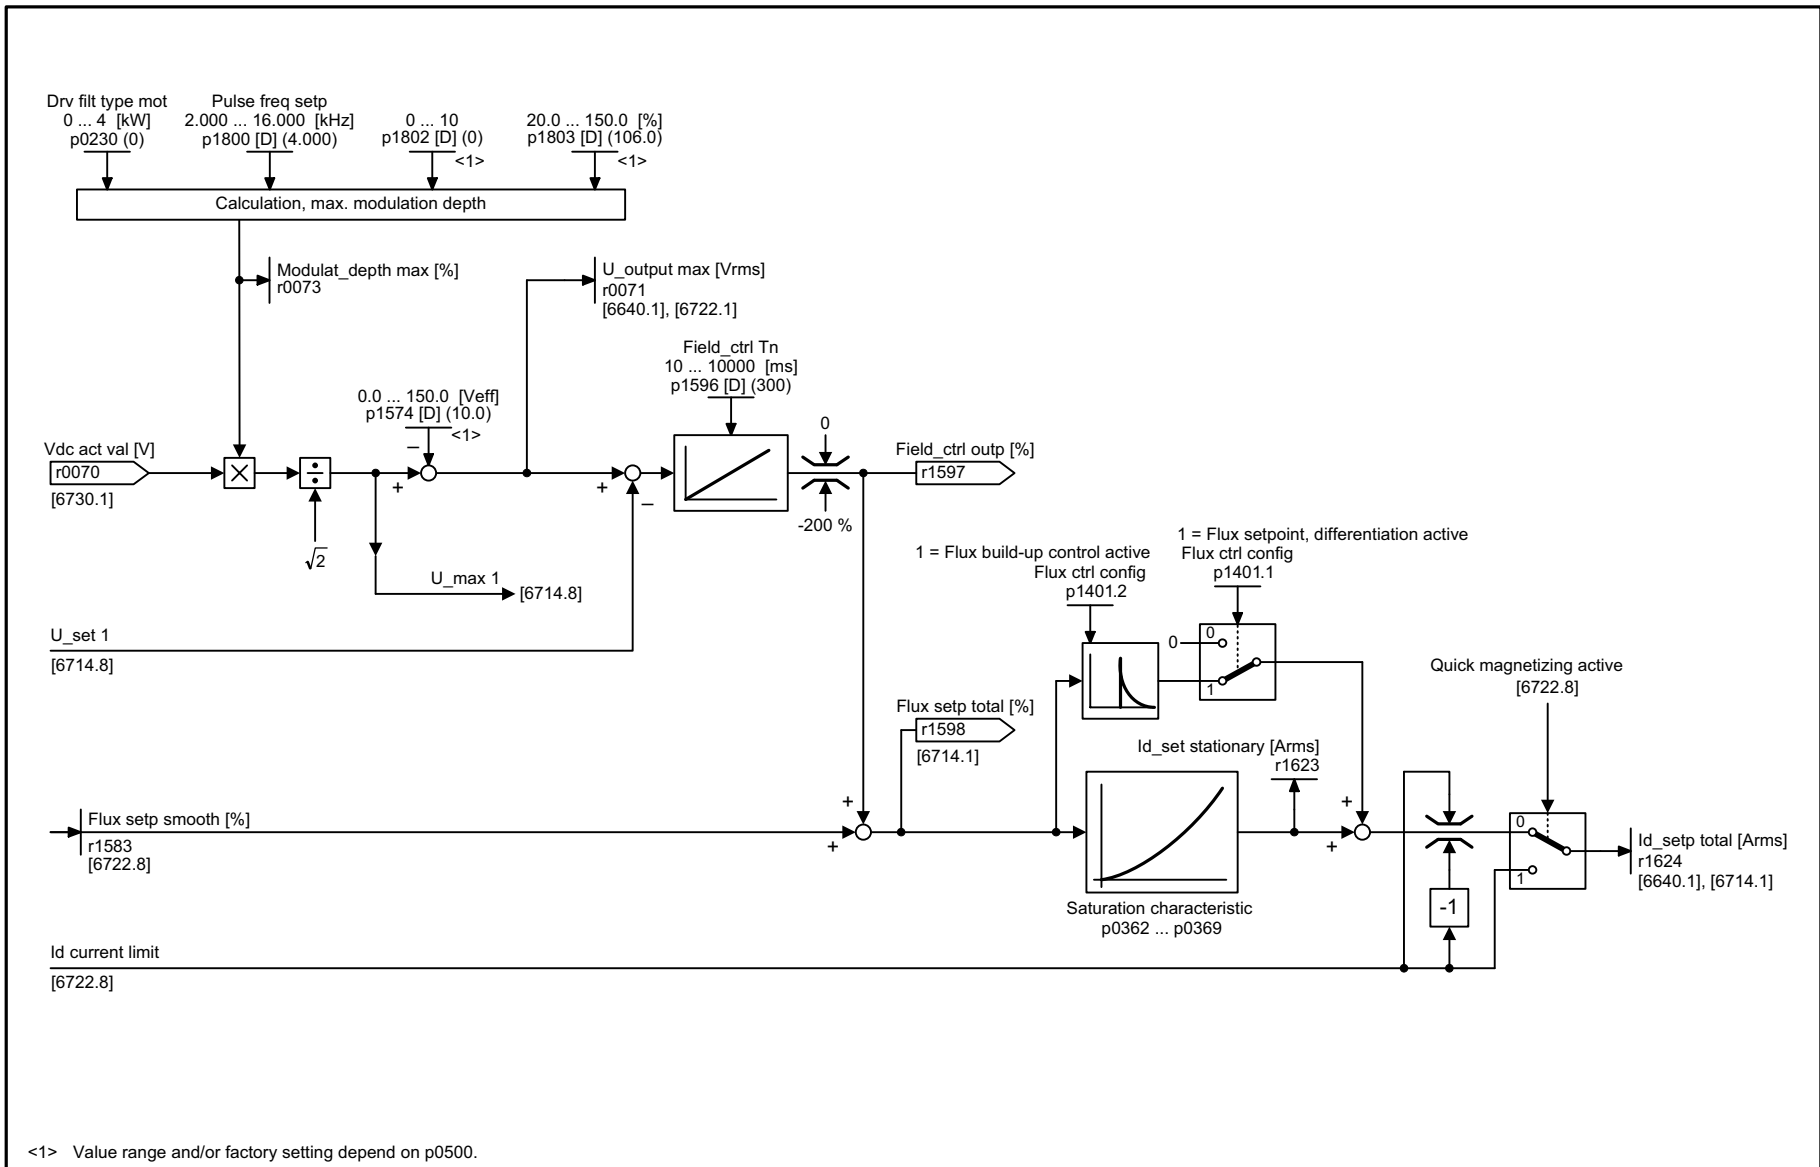 Drv filt type mot
0 ... 4 [kW]
p0230 (0)
Pulse freq setp
2.000 ... 16.000 [kHz]
p1800 [D] (4.000)
0 ... 10
p1802 [D] (0)
<1>
20.0 ... 150.0 [%]
p1803 [D] (106.0)
<1>
Calculation, max. modulation depth
Modulat_depth max [%]
r0073
U_output max [Vrms]
r0071
[6640.1], [6722.1]
Field_ctrl Tn
10 ... 10000 [ms]
p1596 [D] (300)
0.0 ... 150.0 [Veff]
p1574 [D] (10.0)
<1>
–
Vdc act val [V]
r0070
[6730.1]
×
÷
√2
+
+
–
0
-200 %
Field_ctrl outp [%]
r1597
U_max 1
[6714.8]
U_set 1
[6714.8]
1 = Flux build-up control active
Flux ctrl config
p1401.2
1 = Flux setpoint, differentiation active
Flux ctrl config
p1401.1
0
0
1
Quick magnetizing active
[6722.8]
Flux setp total [%]
r1598
[6714.1]
Id_set stationary [Arms]
r1623
Flux setp smooth [%]
r1583
[6722.8]
+
+
+
+
0
1
Id_setp total [Arms]
r1624
[6640.1], [6714.1]
-1
Saturation characteristic
p0362 ... p0369
Id current limit
[6722.8]
<1> Value range and/or factory setting depend on p0500.